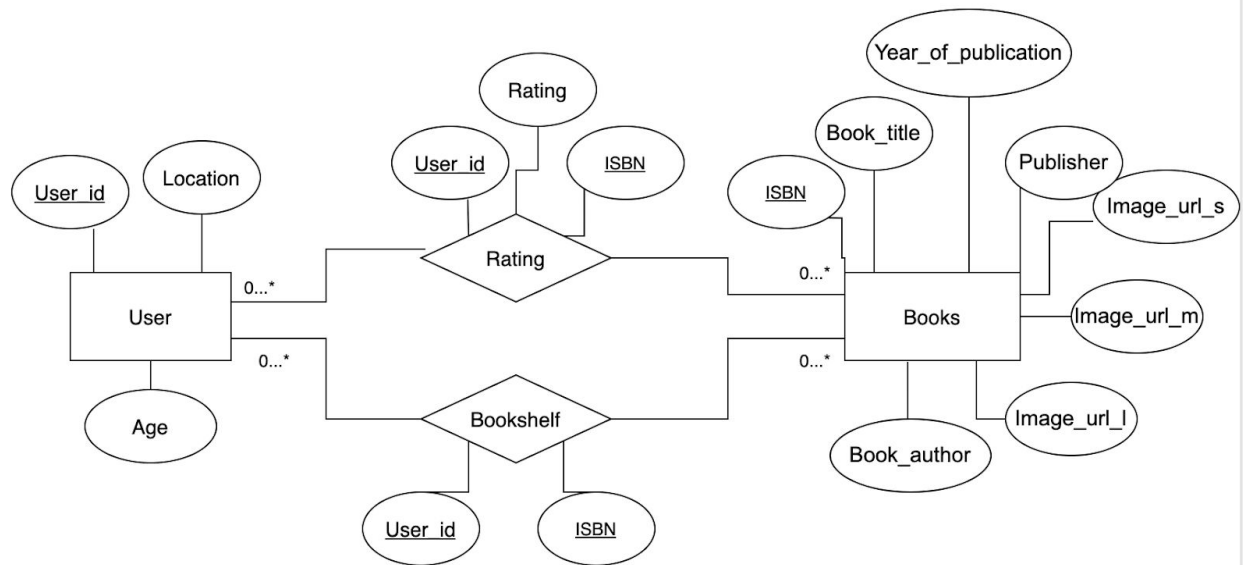 Year_of_publication
Rating
Book_title
User_id
ISBN
Publisher
Location
User_id
ISBN
Image_url_s
Rating
0...*
0...*
User
Books
Image_url_m
0...*
0...*
Age
Bookshelf
Image_url_l
Book_author
User_id
ISBN